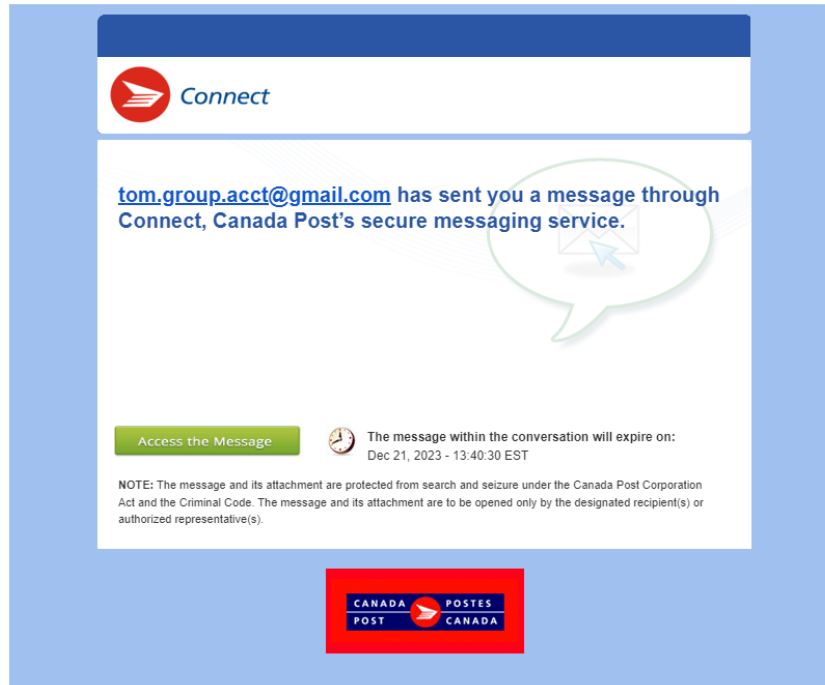 Connect
tom.group.acct@gmail.com has sent you a message through
Connect, Canada Post's secure messaging service.
Access the Message
The message within the conversation will expire on:
Dec 21, 2023 - 13:40:30 EST
NOTE: The message and its attachment are protected from search and seizure under the Canada Post Corporation
Act and the Criminal Code. The message and its attachment are to be opened only by the designated recipient(s) or
authorized representative(s).
CANADA POSTES
POST CANADA